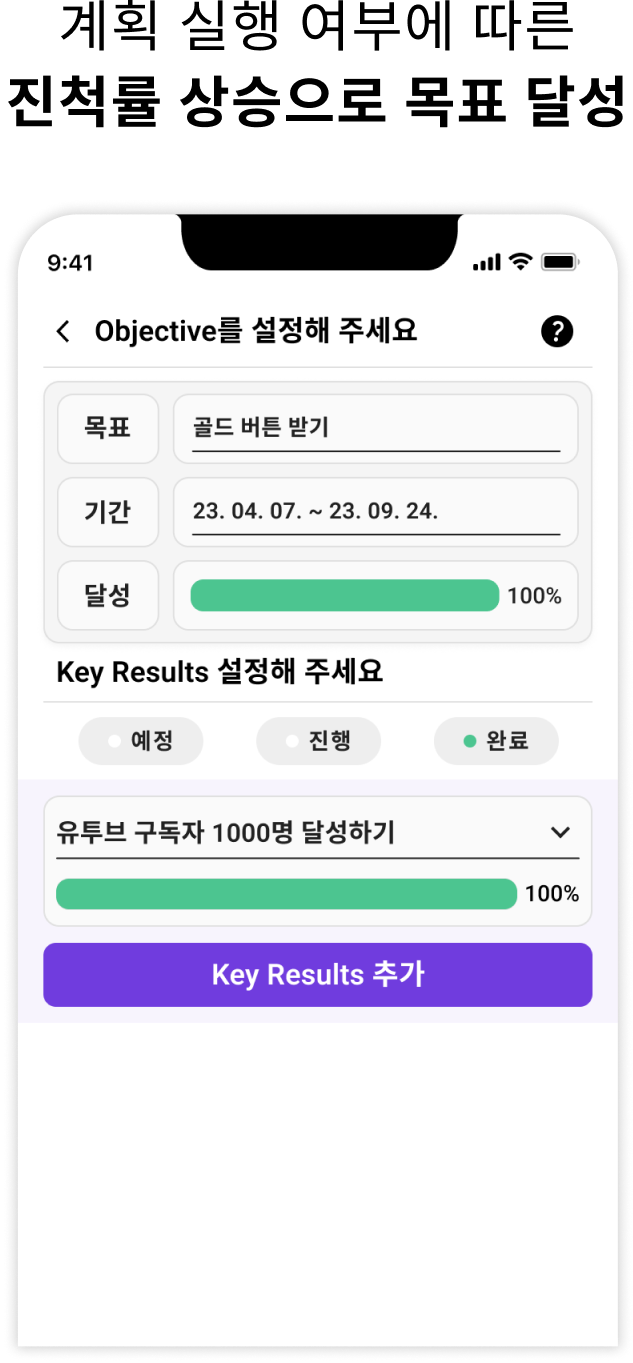 계획 실행 여부에 따른
진척률 상승으로 목표 달성
9:41
Objective를 설정해 주세요 ?
목표 골드 버튼 받기
기간 23. 04. 07. ~ 23. 09. 24.
달성 100%
Key Results 설정해 주세요
예정 진행 완료
유투브 구독자 1000명 달성하기
100%
Key Results 추가